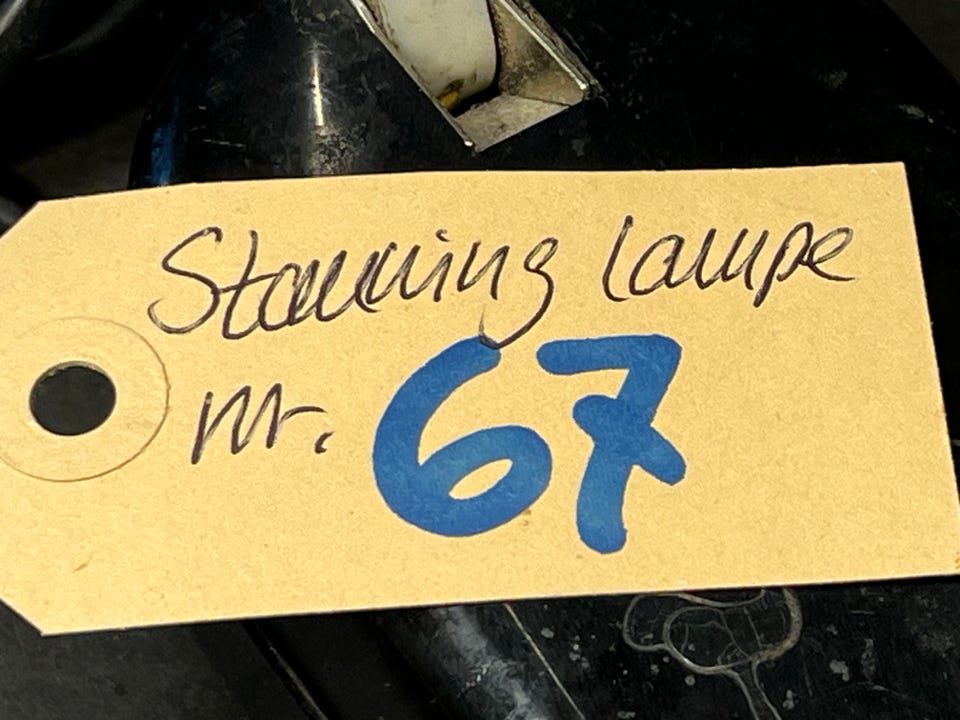 Stanning lampe
nr. 67